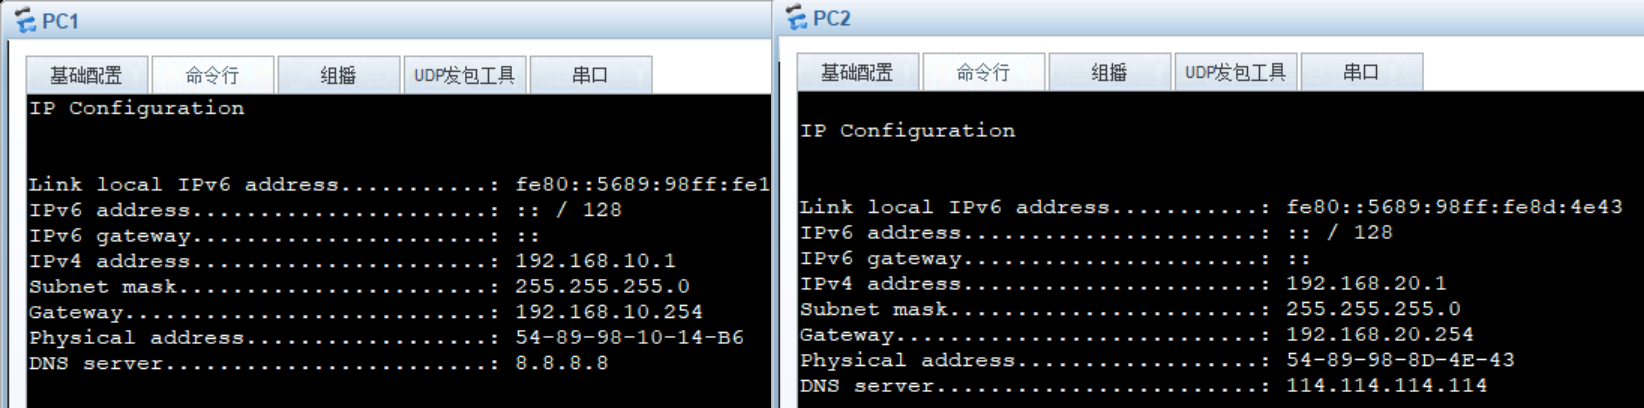 PC1
基础配置 命令行 组播 UDP发包工具 串口
IP Configuration
Link local IPv6 address...........: fe80::5689:98ff:fe1
IPv6 address......................: :: / 128
IPv6 gateway......................: ::
IPv4 address......................: 192.168.10.1
Subnet mask.......................: 255.255.255.0
Gateway...........................: 192.168.10.254
Physical address..................: 54-89-98-10-14-B6
DNS server........................: 8.8.8.8
PC2
基础配置 命令行 组播 UDP发包工具 串口
IP Configuration
Link local IPv6 address...........: fe80::5689:98ff:fe8d:4e43
IPv6 address......................: :: / 128
IPv6 gateway......................: ::
IPv4 address......................: 192.168.20.1
Subnet mask.......................: 255.255.255.0
Gateway...........................: 192.168.20.254
Physical address..................: 54-89-98-8D-4E-43
DNS server........................: 114.114.114.114